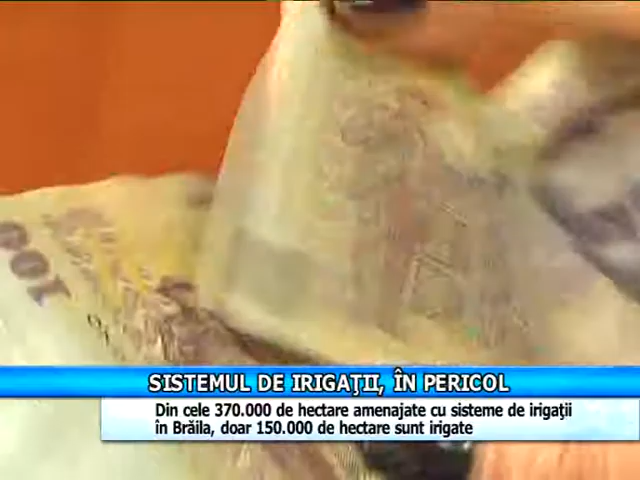 100
SISTEMUL DE IRIGAŢII, ÎN PERICOL
Din cele 370.000 de hectare amenajate cu sisteme de irigaţii
în Brăila, doar 150.000 de hectare sunt irigate